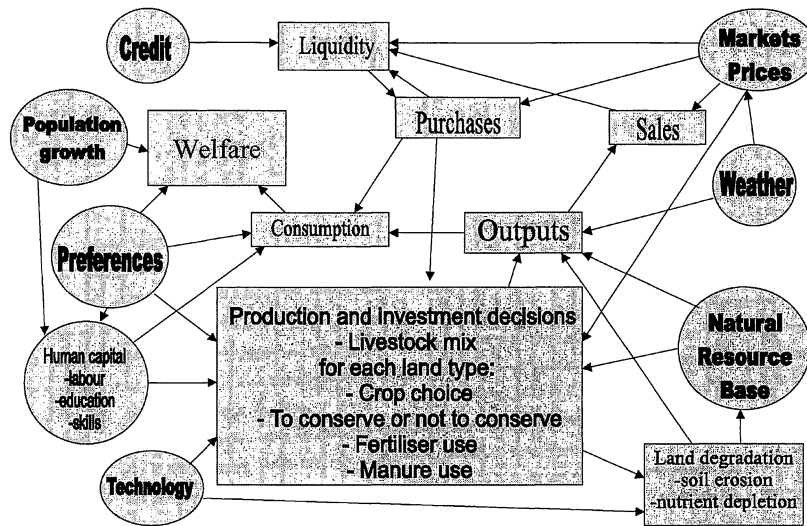 Credit
Liquidity
Markets
Prices
Population
growth
Welfare
Purchases
Sales
Weather
Preferences
Consumption
Outputs
Production and investment decisions
- Livestock mix
for each land type:
- Crop choice
- To conserve or not to conserve
- Fertiliser use
- Manure use
Natural
Resource
Base
Human capital
-labour
-education
-skills
Technology
Land degradation
-soil erosion
-nutrient depletion